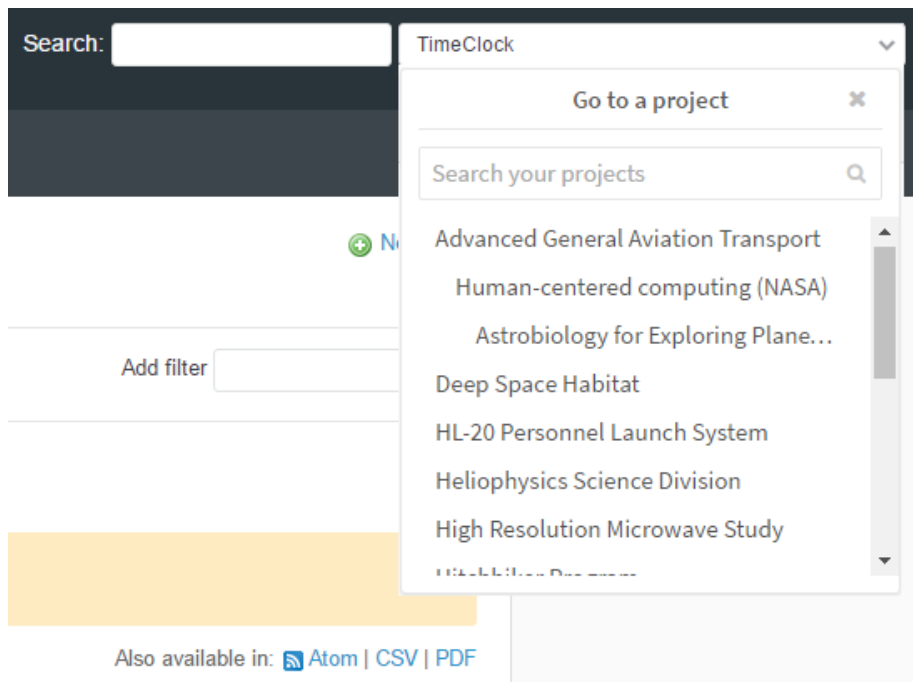 Search:
TimeClock
Go to a project
Search your projects
Advanced General Aviation Transport
Human-centered computing (NASA)
Astrobiology for Exploring Plane…
Deep Space Habitat
HL-20 Personnel Launch System
Heliophysics Science Division
High Resolution Microwave Study
Hitchhiker Program
Add filter
Also available in: Atom | CSV | PDF